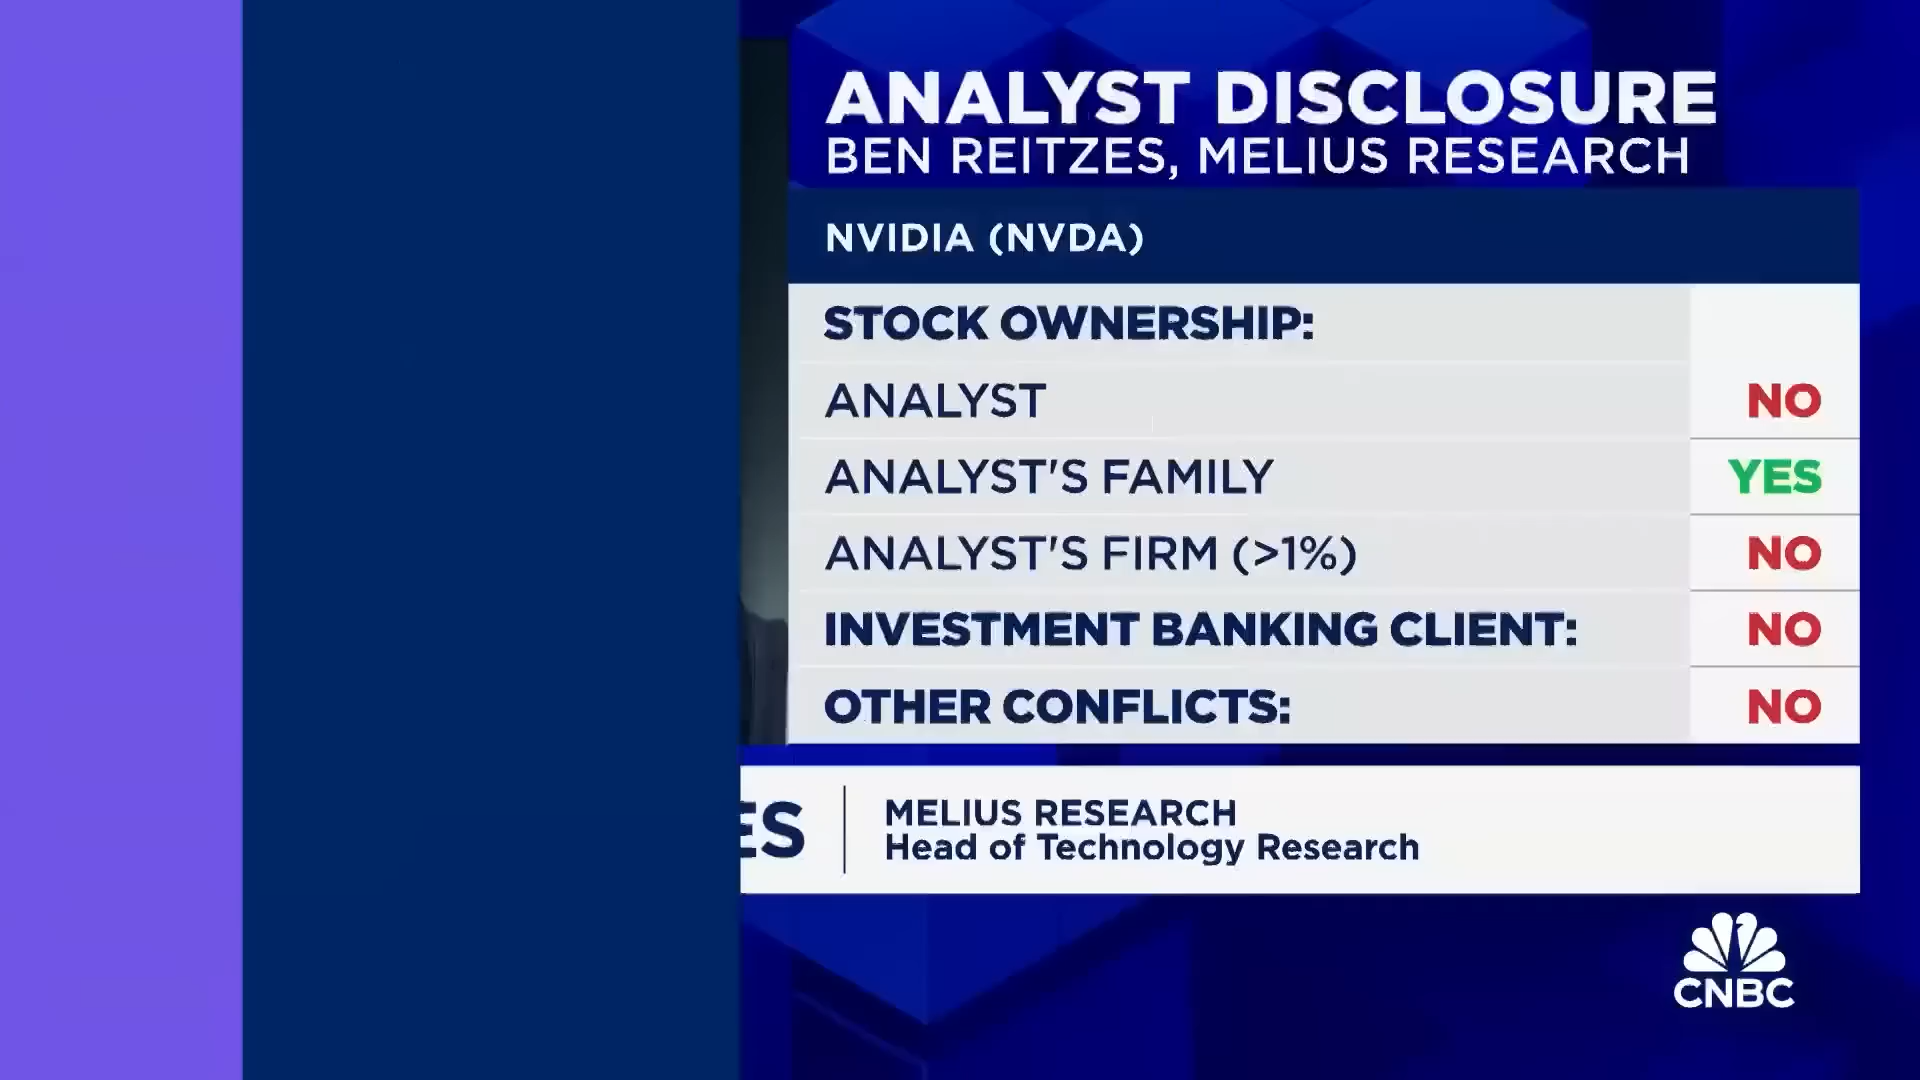 ANALYST DISCLOSURE
BEN REITZES, MELIUS RESEARCH
NVIDIA (NVDA)
STOCK OWNERSHIP:
ANALYST NO
ANALYST'S FAMILY YES
ANALYST'S FIRM (>1%) NO
INVESTMENT BANKING CLIENT: NO
OTHER CONFLICTS: NO
ES
MELIUS RESEARCH
Head of Technology Research
CNBC